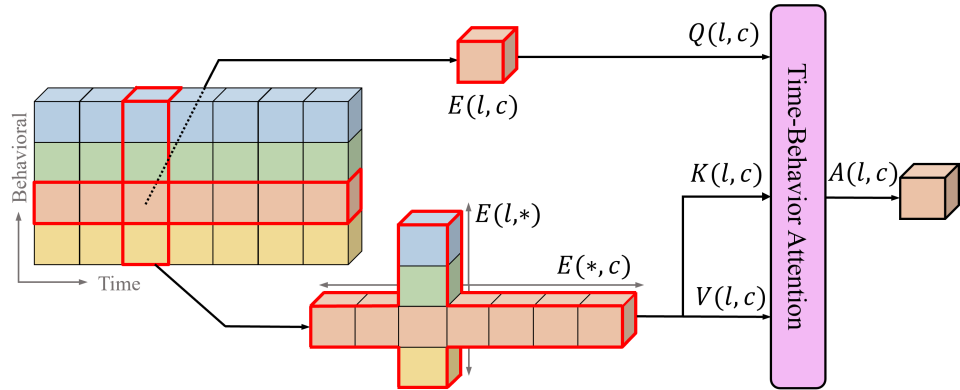 Q(l, c)
E(l, c)
Behavioral
Time
E(l,*)
E(*, c)
K(l, c)
V(l, c)
Time-Behavior Attention
A(l, c)